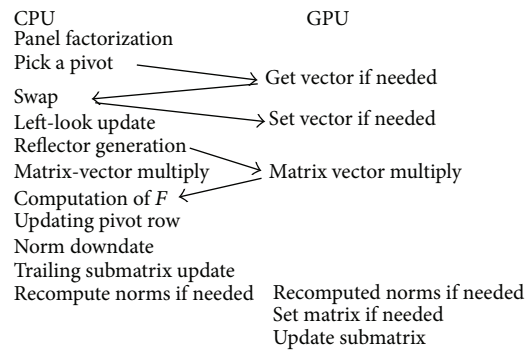 CPU GPU
Panel factorization
Pick a pivot
Get vector if needed
Swap
Left-look update Set vector if needed
Reflector generation
Matrix-vector multiply Matrix vector multiply
Computation of F
Updating pivot row
Norm downdate
Trailing submatrix update
Recompute norms if needed Recomputed norms if needed
Set matrix if needed
Update submatrix